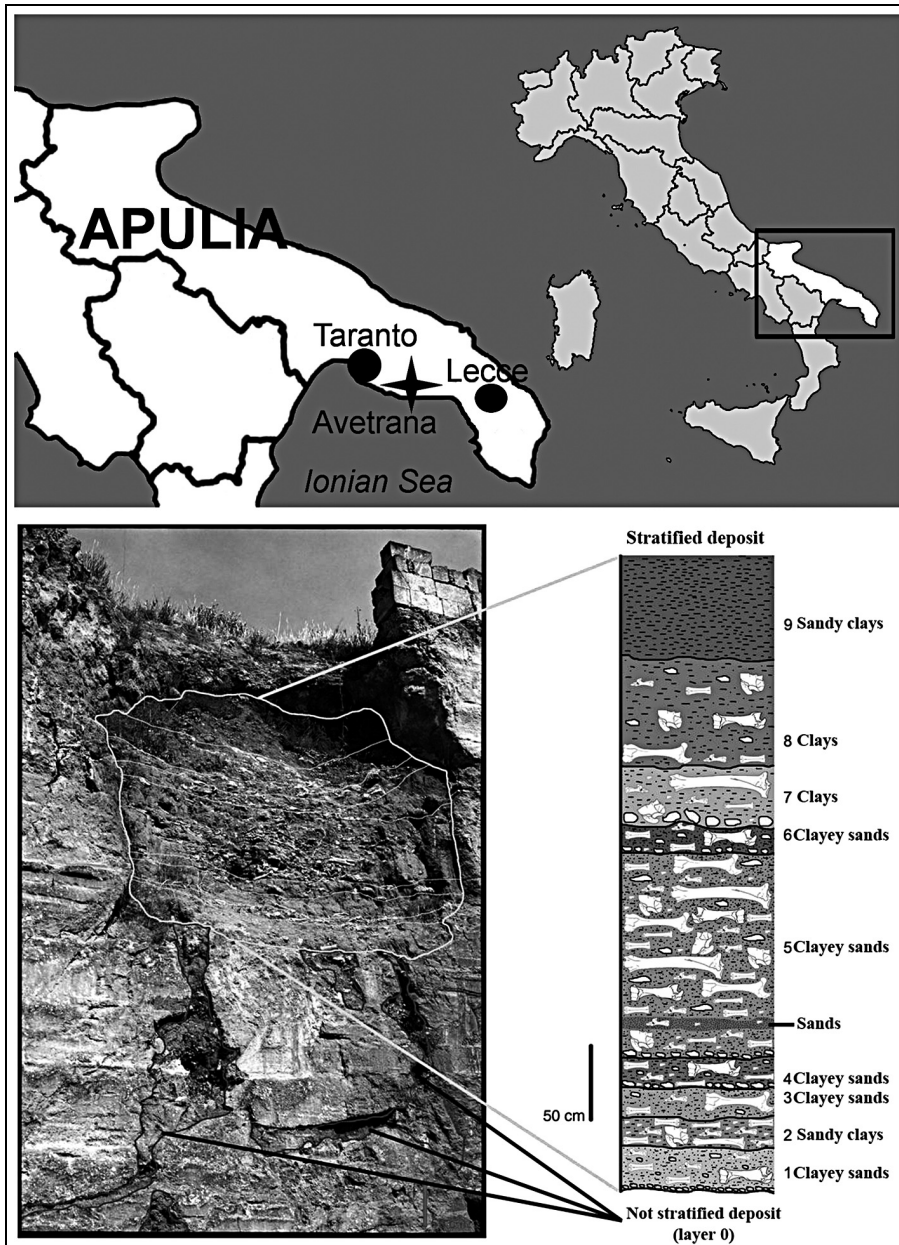 APULIA
Taranto
Lecce
Avetrana
Ionian Sea
Stratified deposit
9 Sandy clays
8 Clays
7 Clays
6 Clayey sands
5 Clayey sands
Sands
4 Clayey sands
3 Clayey sands
2 Sandy clays
1 Clayey sands
50 cm
Not stratified deposit
(layer 0)